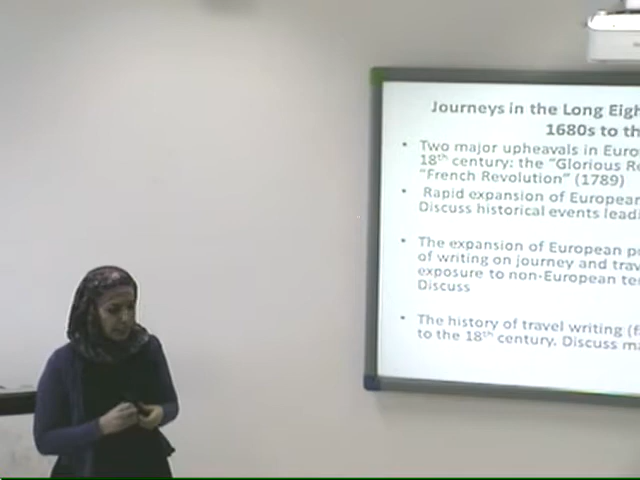 Journeys in the Long Eigh
1680s to th
• Two major upheavals in Euro
18th century: the “Glorious Re
“French Revolution” (1789)
• Rapid expansion of European
Discuss historical events leadi
• The expansion of European p
of writing on journey and trav
exposure to non-European te
Discuss
• The history of travel writing (f
to the 18th century. Discuss ma